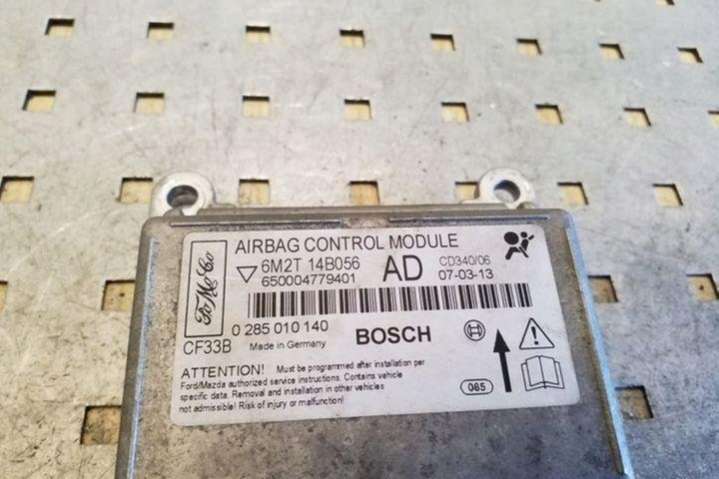 FoMoCo
AIRBAG CONTROL MODULE
6M2T 14B056 AD CD340/06
650004779401 07-03-13
0 285 010 140 BOSCH
CF33B Made in Germany
ATTENTION! Must be programmed after installation per
Ford/Mazda authorized service instructions. Contains vehicle
specific data. Removal and installation in other vehicles
not admissible! Risk of injury or malfunction!
065